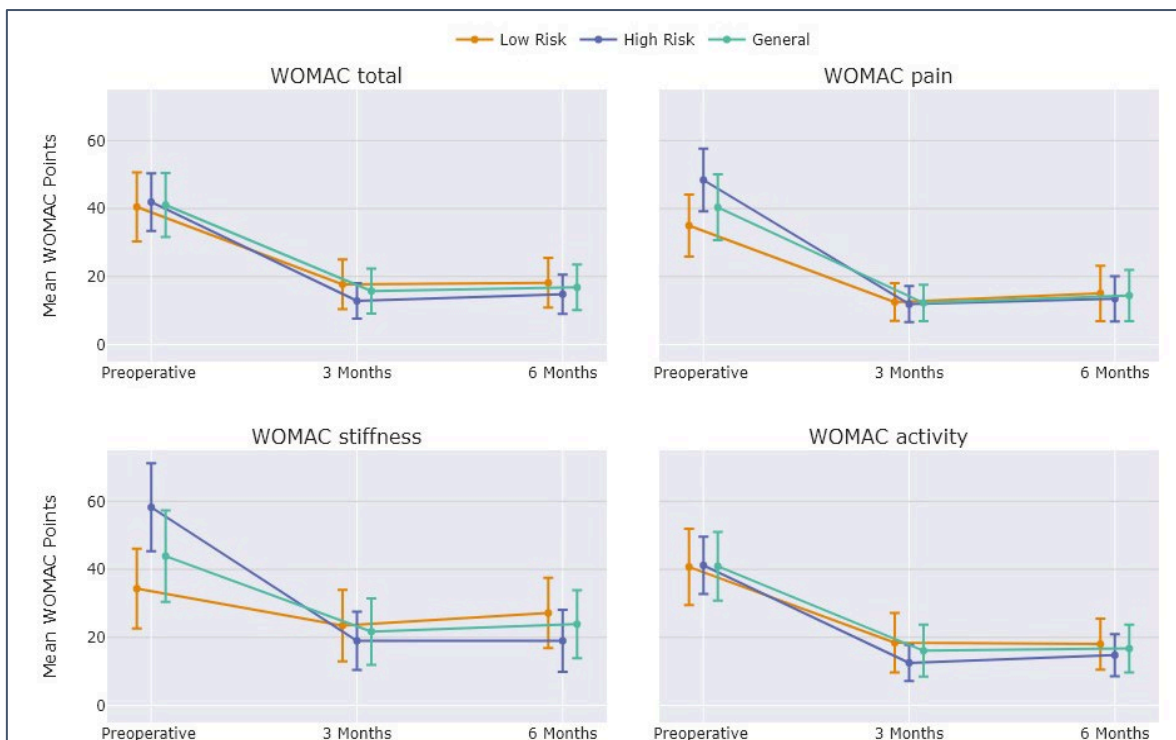 Low Risk High Risk General
WOMAC total
WOMAC pain
Mean WOMAC Points
60
40
20
0
Preoperative 3 Months 6 Months
Preoperative 3 Months 6 Months
WOMAC stiffness
WOMAC activity
Mean WOMAC Points
60
40
20
0
Preoperative 3 Months 6 Months
Preoperative 3 Months 6 Months